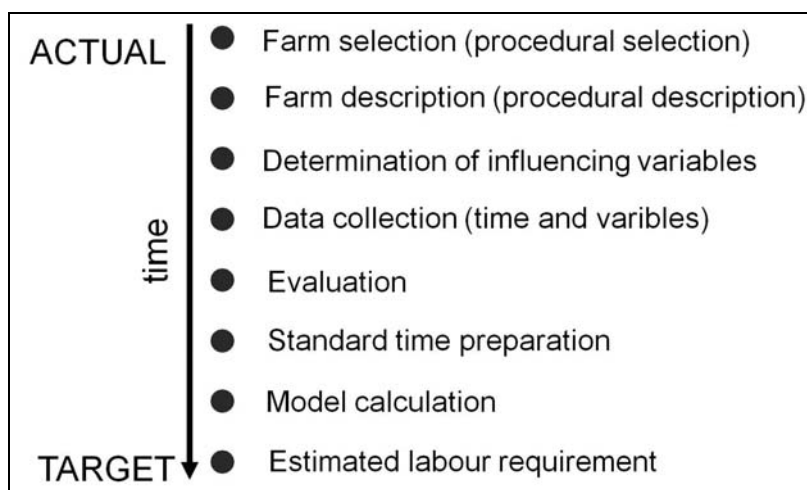 ACTUAL
Farm selection (procedural selection)
Farm description (procedural description)
Determination of influencing variables
Data collection (time and varibles)
time
Evaluation
Standard time preparation
Model calculation
TARGET
Estimated labour requirement